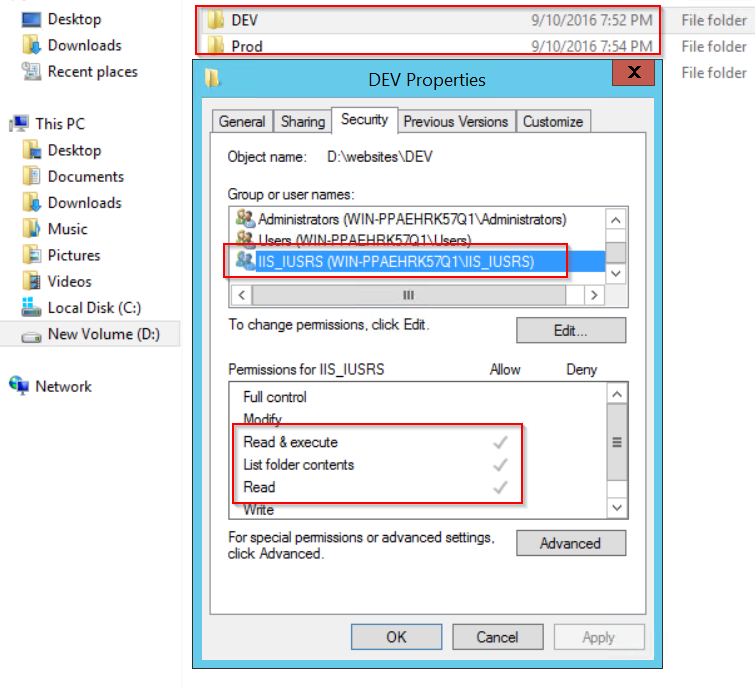 Desktop
Downloads
Recent places
This PC
Desktop
Documents
Downloads
Music
Pictures
Videos
Local Disk (C:)
New Volume (D:)
Network
DEV 9/10/2016 7:52 PM File folder
Prod 9/10/2016 7:54 PM File folder
File folder
DEV Properties
X
General Sharing Security Previous Versions Customize
Object name: D:\websites\DEV
Group or user names:
Administrators (WIN-PPAEHRK57Q1\Administrators)
Users (WIN-PPAEHRK57Q1\Users)
IIS_IUSRS (WIN-PPAEHRK57Q1\IIS_IUSRS)
To change permissions, click Edit.
Edit...
Permissions for IIS_IUSRS Allow Deny
Full control
Modify
Read & execute
List folder contents
Read
Write
For special permissions or advanced settings,
click Advanced.
Advanced
OK Cancel Apply